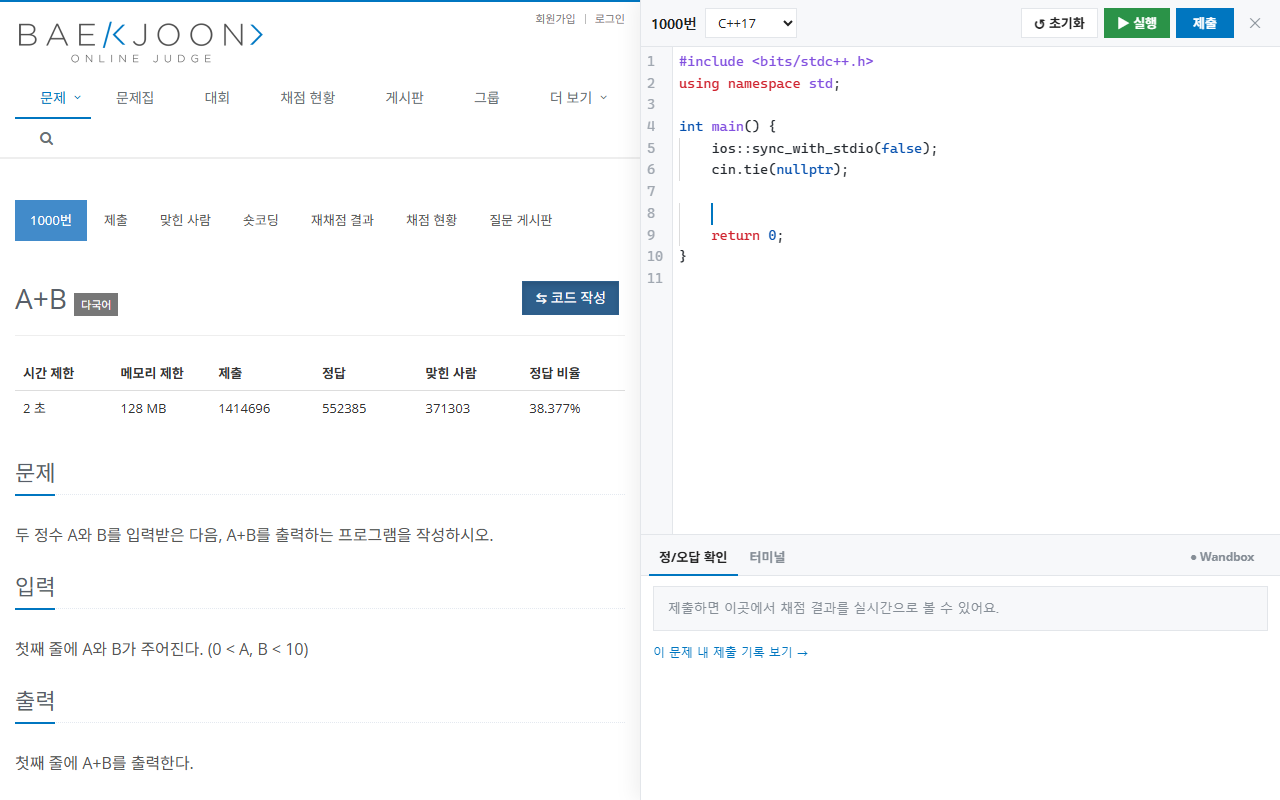 회원가입 | 로그인
BAEKJOON>
ONLINE JUDGE
문제 문제집 대회 채점 현황 게시판 그룹 더 보기
1000번 제출 맞힌 사람 숏코딩 재채점 결과 채점 현황 질문 게시판
A+B 다국어
⇆ 코드 작성
시간 제한 메모리 제한 제출 정답 맞힌 사람 정답 비율
2 초 128 MB 1414696 552385 371303 38.377%
문제
두 정수 A와 B를 입력받은 다음, A+B를 출력하는 프로그램을 작성하시오.
입력
첫째 줄에 A와 B가 주어진다. (0 < A, B < 10)
출력
첫째 줄에 A+B를 출력한다.
1000번 C++17 ↺ 초기화 ▶ 실행 제출 ×
1 #include <bits/stdc++.h>
2 using namespace std;
3
4 int main() {
5     ios::sync_with_stdio(false);
6     cin.tie(nullptr);
7
8
9     return 0;
10 }
11
정/오답 확인 터미널 ● Wandbox
제출하면 이곳에서 채점 결과를 실시간으로 볼 수 있어요.
이 문제 내 제출 기록 보기 →